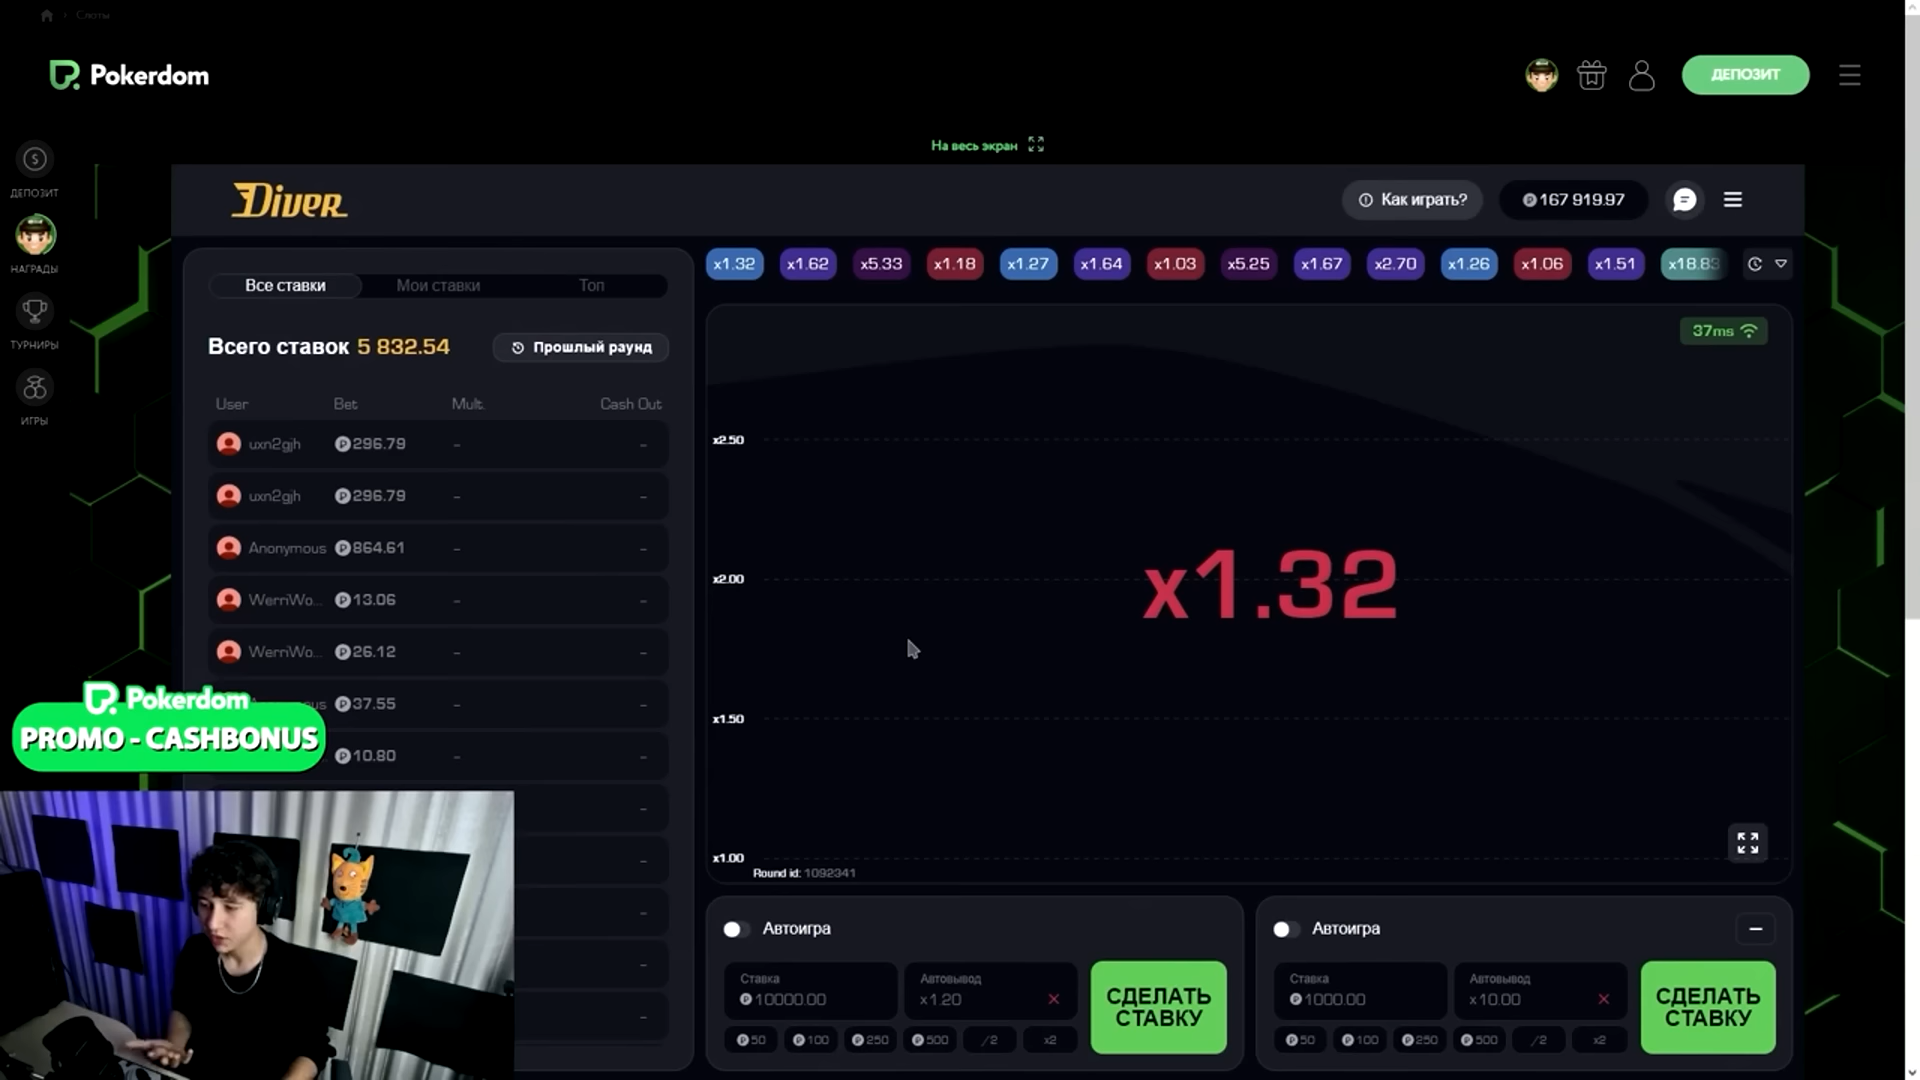 Слоты
Pokerdom
ДЕПОЗИТ
На весь экран
ДЕПОЗИТ
НАГРАДЫ
ТУРНИРЫ
ИГРЫ
Diver
Как играть?
167 919.97
x1.32 x1.62 x5.33 x1.18 x1.27 x1.64 x1.03 x5.25 x1.67 x2.70 x1.26 x1.06 x1.51 x18.83
Все ставки Мои ставки Топ
Всего ставок 5 832.54
Прошлый раунд
User Bet Mult. Cash Out
uxn2gjh 296.79 - -
uxn2gjh 296.79 - -
Anonymous 864.61 - -
WerriWo... 13.06 - -
WerriWo... 26.12 - -
37.55 - -
10.80 - -
Pokerdom
PROMO - CASHBONUS
37ms
x2.50
x2.00
x1.50
x1.00
x1.32
Round id: 1092341
Автоигра
Ставка
10000.00
Автовывод
x1.20
50 100 250 500 /2 x2
СДЕЛАТЬ
СТАВКУ
Автоигра
Ставка
1000.00
Автовывод
x10.00
50 100 250 500 /2 x2
СДЕЛАТЬ
СТАВКУ